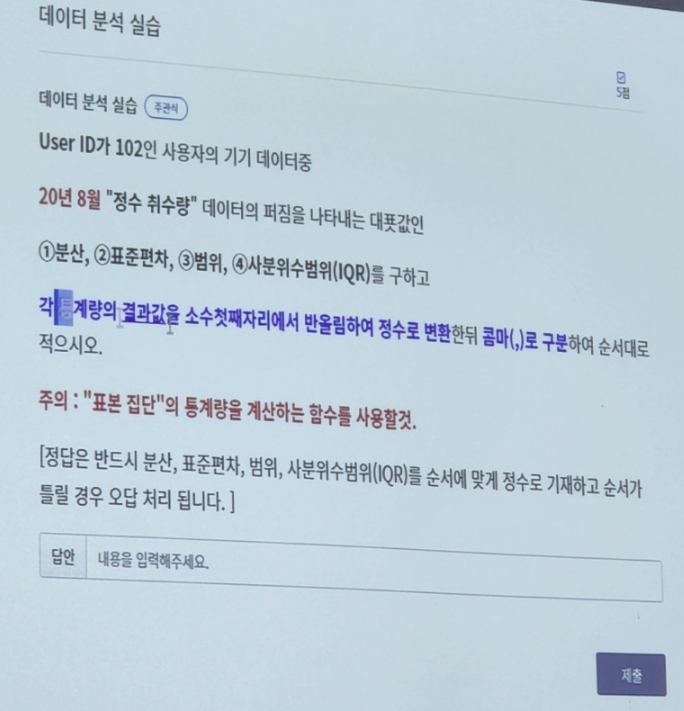 데이터 분석 실습
5점
데이터 분석 실습 주관식
User ID가 102인 사용자의 기기 데이터중
20년 8월 "정수 취수량" 데이터의 퍼짐을 나타내는 대푯값인
①분산, ②표준편차, ③범위, ④사분위수범위(IQR)를 구하고
각 통계량의 결과값을 소수첫째자리에서 반올림하여 정수로 변환한뒤 콤마(,)로 구분하여 순서대로
적으시오.
주의 : "표본 집단"의 통계량을 계산하는 함수를 사용할것.
[정답은 반드시 분산, 표준편차, 범위, 사분위수범위(IQR)를 순서에 맞게 정수로 기재하고 순서가
틀릴 경우 오답 처리 됩니다. ]
답안 내용을 입력해주세요.
제출